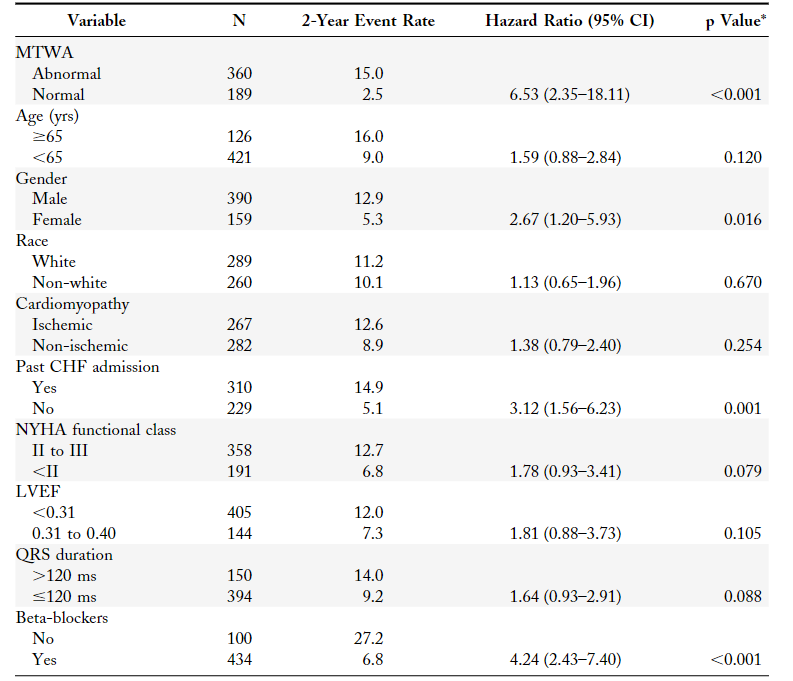 Variable N 2-Year Event Rate Hazard Ratio (95% CI) p Value*
MTWA
Abnormal 360 15.0
Normal 189 2.5 6.53 (2.35–18.11) <0.001
Age (yrs)
≥65 126 16.0
<65 421 9.0 1.59 (0.88–2.84) 0.120
Gender
Male 390 12.9
Female 159 5.3 2.67 (1.20–5.93) 0.016
Race
White 289 11.2
Non-white 260 10.1 1.13 (0.65–1.96) 0.670
Cardiomyopathy
Ischemic 267 12.6
Non-ischemic 282 8.9 1.38 (0.79–2.40) 0.254
Past CHF admission
Yes 310 14.9
No 229 5.1 3.12 (1.56–6.23) 0.001
NYHA functional class
II to III 358 12.7
<II 191 6.8 1.78 (0.93–3.41) 0.079
LVEF
<0.31 405 12.0
0.31 to 0.40 144 7.3 1.81 (0.88–3.73) 0.105
QRS duration
>120 ms 150 14.0
≤120 ms 394 9.2 1.64 (0.93–2.91) 0.088
Beta-blockers
No 100 27.2
Yes 434 6.8 4.24 (2.43–7.40) <0.001